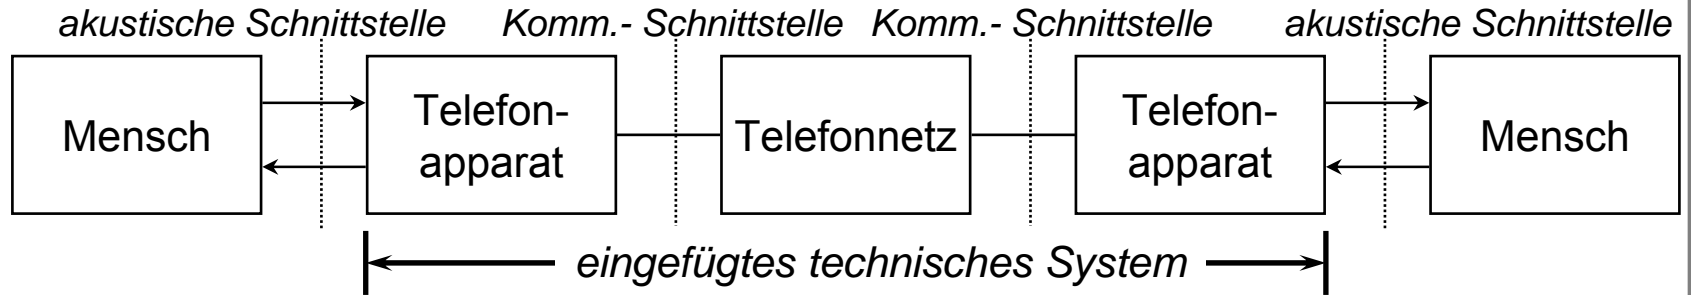 akustische Schnittstelle Komm.- Schnittstelle Komm.- Schnittstelle akustische Schnittstelle
Mensch
Telefon-
apparat
Telefonnetz
Telefon-
apparat
Mensch
eingefügtes technisches System